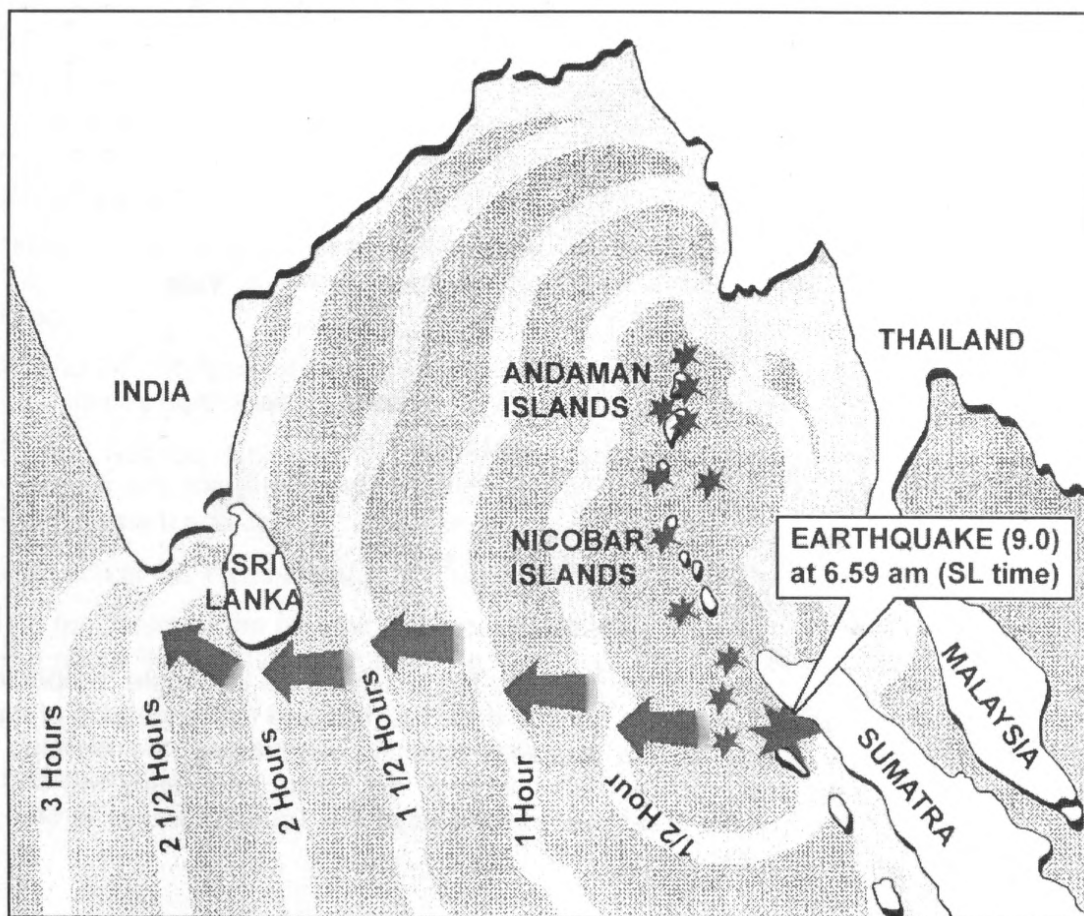 THAILAND
INDIA
ANDAMAN
ISLANDS
NICOBAR
ISLANDS
EARTHQUAKE (9.0)
at 6.59 am (SL time)
SRI
LANKA
MALAYSIA
SUMATRA
3 Hours
2 1/2 Hours
2 Hours
1 1/2 Hours
1 Hour
1/2 Hour